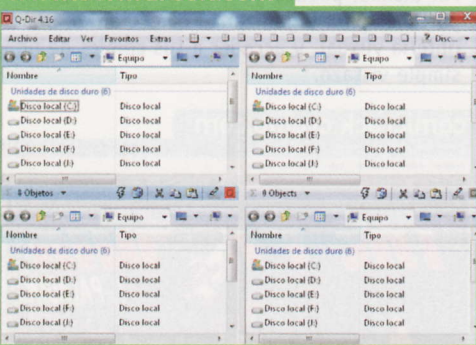 Q-Dir 4.16
Archivo Editar Ver Favoritos Extras ? Disc...
Equipo
Nombre Tipo
Unidades de disco duro (6)
Disco local (C:) Disco local
Disco local (D:) Disco local
Disco local (E:) Disco local
Disco local (F:) Disco local
Disco local (J:) Disco local
8 Objetos
Equipo
Nombre Tipo
Unidades de disco duro (6)
Disco local (C:) Disco local
Disco local (D:) Disco local
Disco local (E:) Disco local
Disco local (F:) Disco local
Disco local (J:) Disco local
Objects
Equipo
Nombre Tipo
Unidades de disco duro (6)
Disco local (C:) Disco local
Disco local (D:) Disco local
Disco local (E:) Disco local
Disco local (F:) Disco local
Disco local (J:) Disco local
Equipo
Nombre Tipo
Unidades de disco duro (6)
Disco local (C:) Disco local
Disco local (D:) Disco local
Disco local (E:) Disco local
Disco local (F:) Disco local
Disco local (J:) Disco local